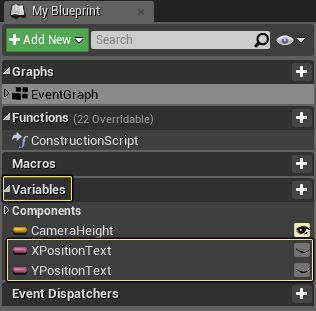 My Blueprint
Add New Search
Graphs
EventGraph
Functions (22 Overridable)
ConstructionScript
Macros
Variables
Components
CameraHeight
XPositionText
YPositionText
Event Dispatchers